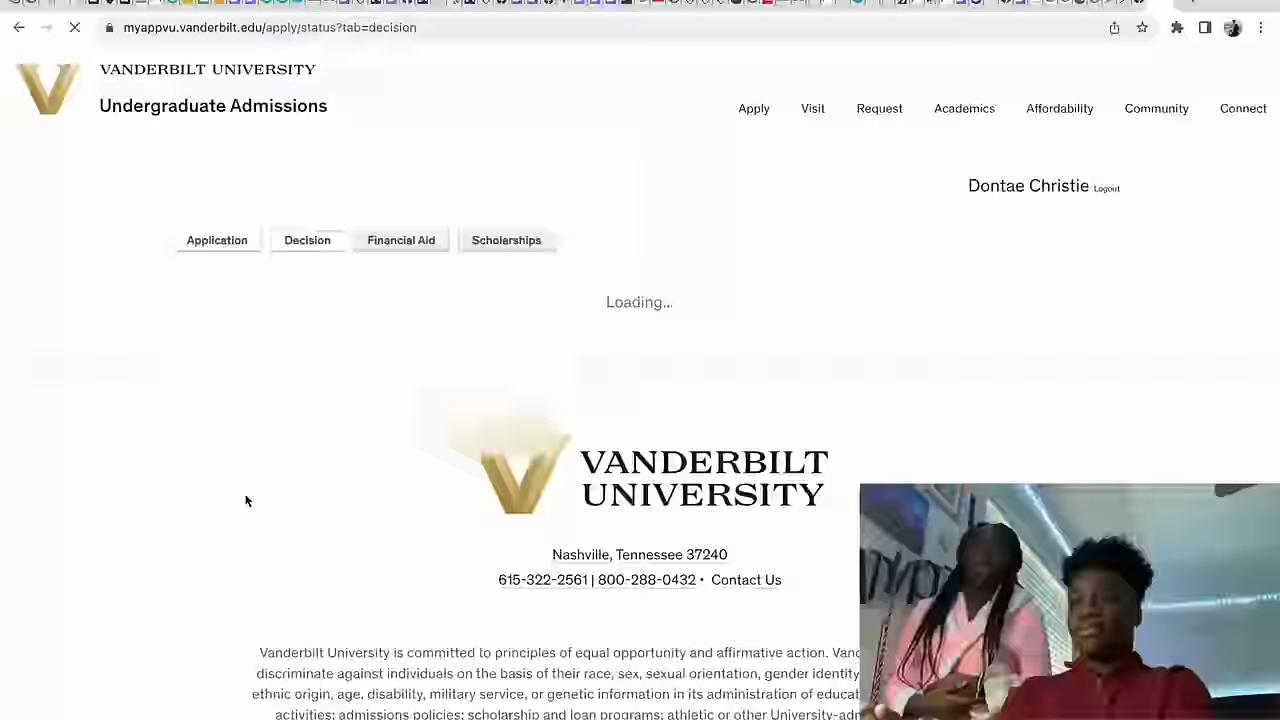 myappvu.vanderbilt.edu/apply/status?tab=decision
VANDERBILT UNIVERSITY
Undergraduate Admissions
Apply Visit Request Academics Affordability Community Connect
Dontae Christie Logout
Application Decision Financial Aid Scholarships
Loading...
VANDERBILT
UNIVERSITY
Nashville, Tennessee 37240
615-322-2561 | 800-288-0432 • Contact Us
Vanderbilt University is committed to principles of equal opportunity and affirmative action.
discriminate against individuals on the basis of their race, sex, sexual orientation, gender identity
ethnic origin, age, disability, military service, or genetic information in its administration of
activities; admissions policies; scholarship and loan programs; athletic or other